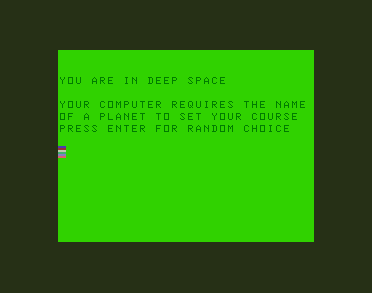 YOU ARE IN DEEP SPACE
YOUR COMPUTER REQUIRES THE NAME
OF A PLANET TO SET YOUR COURSE
PRESS ENTER FOR RANDOM CHOICE